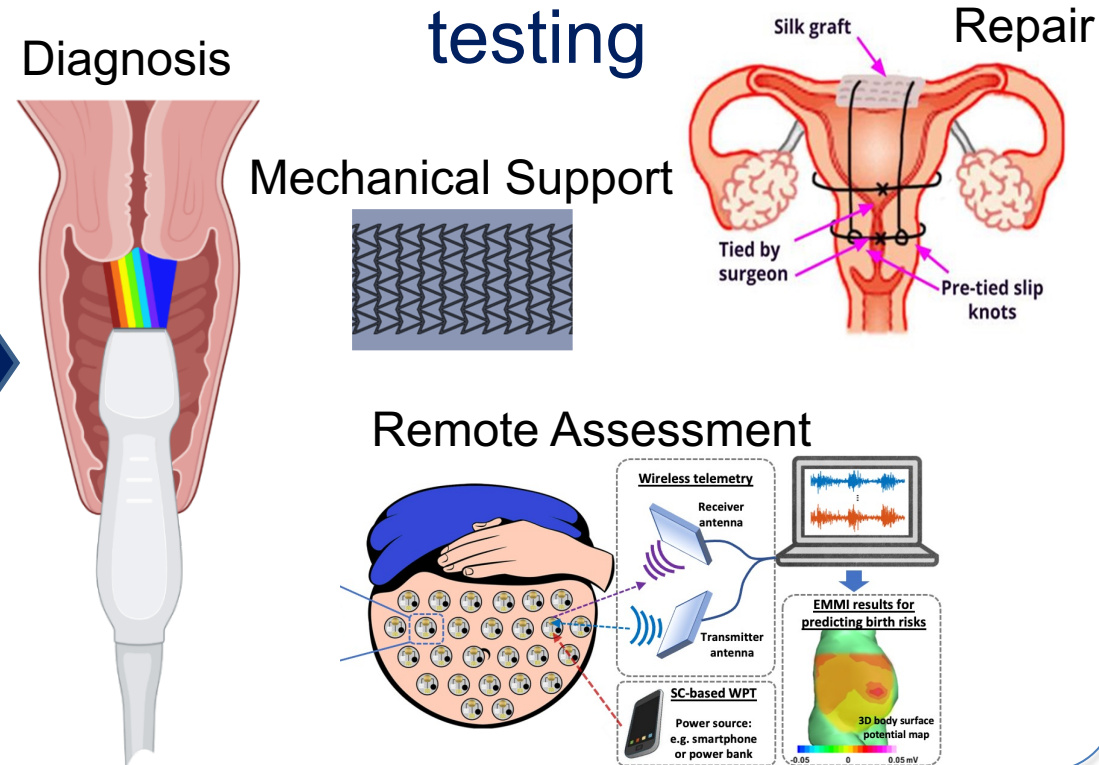 testing
Diagnosis
Repair
Silk graft
Mechanical Support
Tied by
surgeon
Pre-tied slip
knots
Remote Assessment
Wireless telemetry
Receiver
antenna
Transmitter
antenna
SC-based WPT
Power source:
e.g. smartphone
or power bank
EMMI results for
predicting birth risks
3D body surface
potential map
-0.05 0 0.05 mV